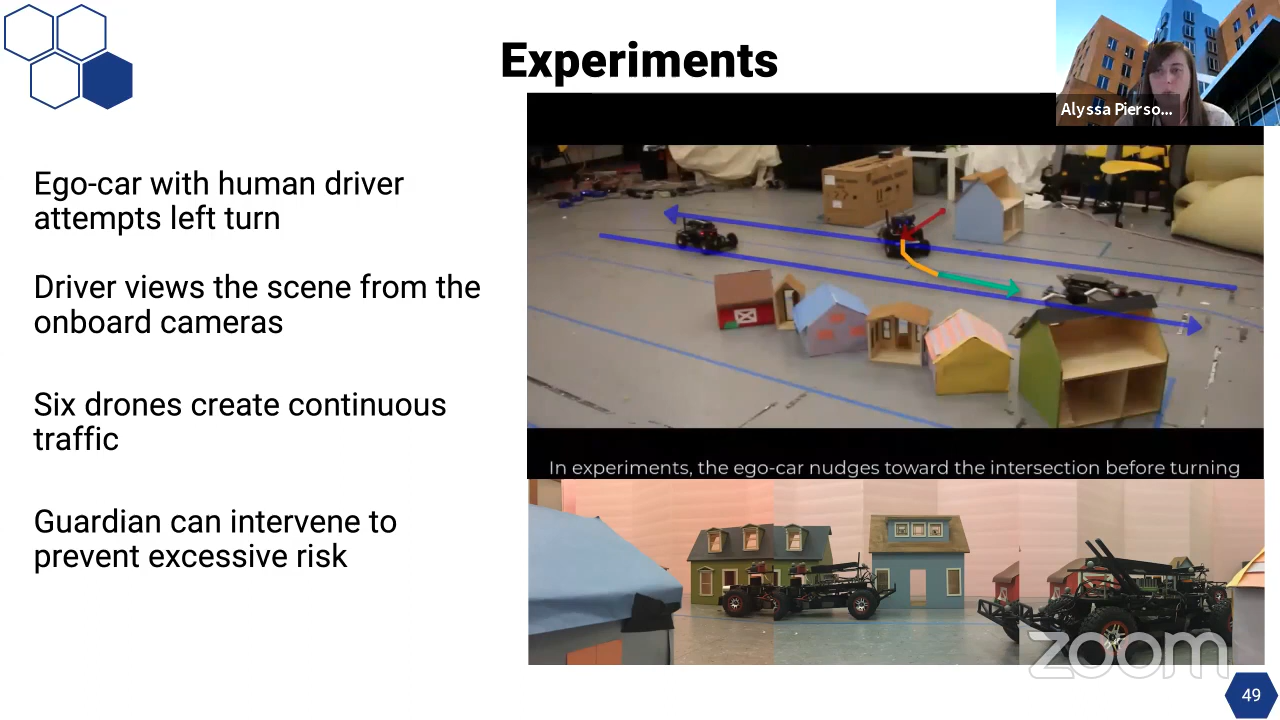 Experiments
Alyssa Pierso...
Ego-car with human driver
attempts left turn
Driver views the scene from the
onboard cameras
Six drones create continuous
traffic
Guardian can intervene to
prevent excessive risk
In experiments, the ego-car nudges toward the intersection before turning
zoom
49